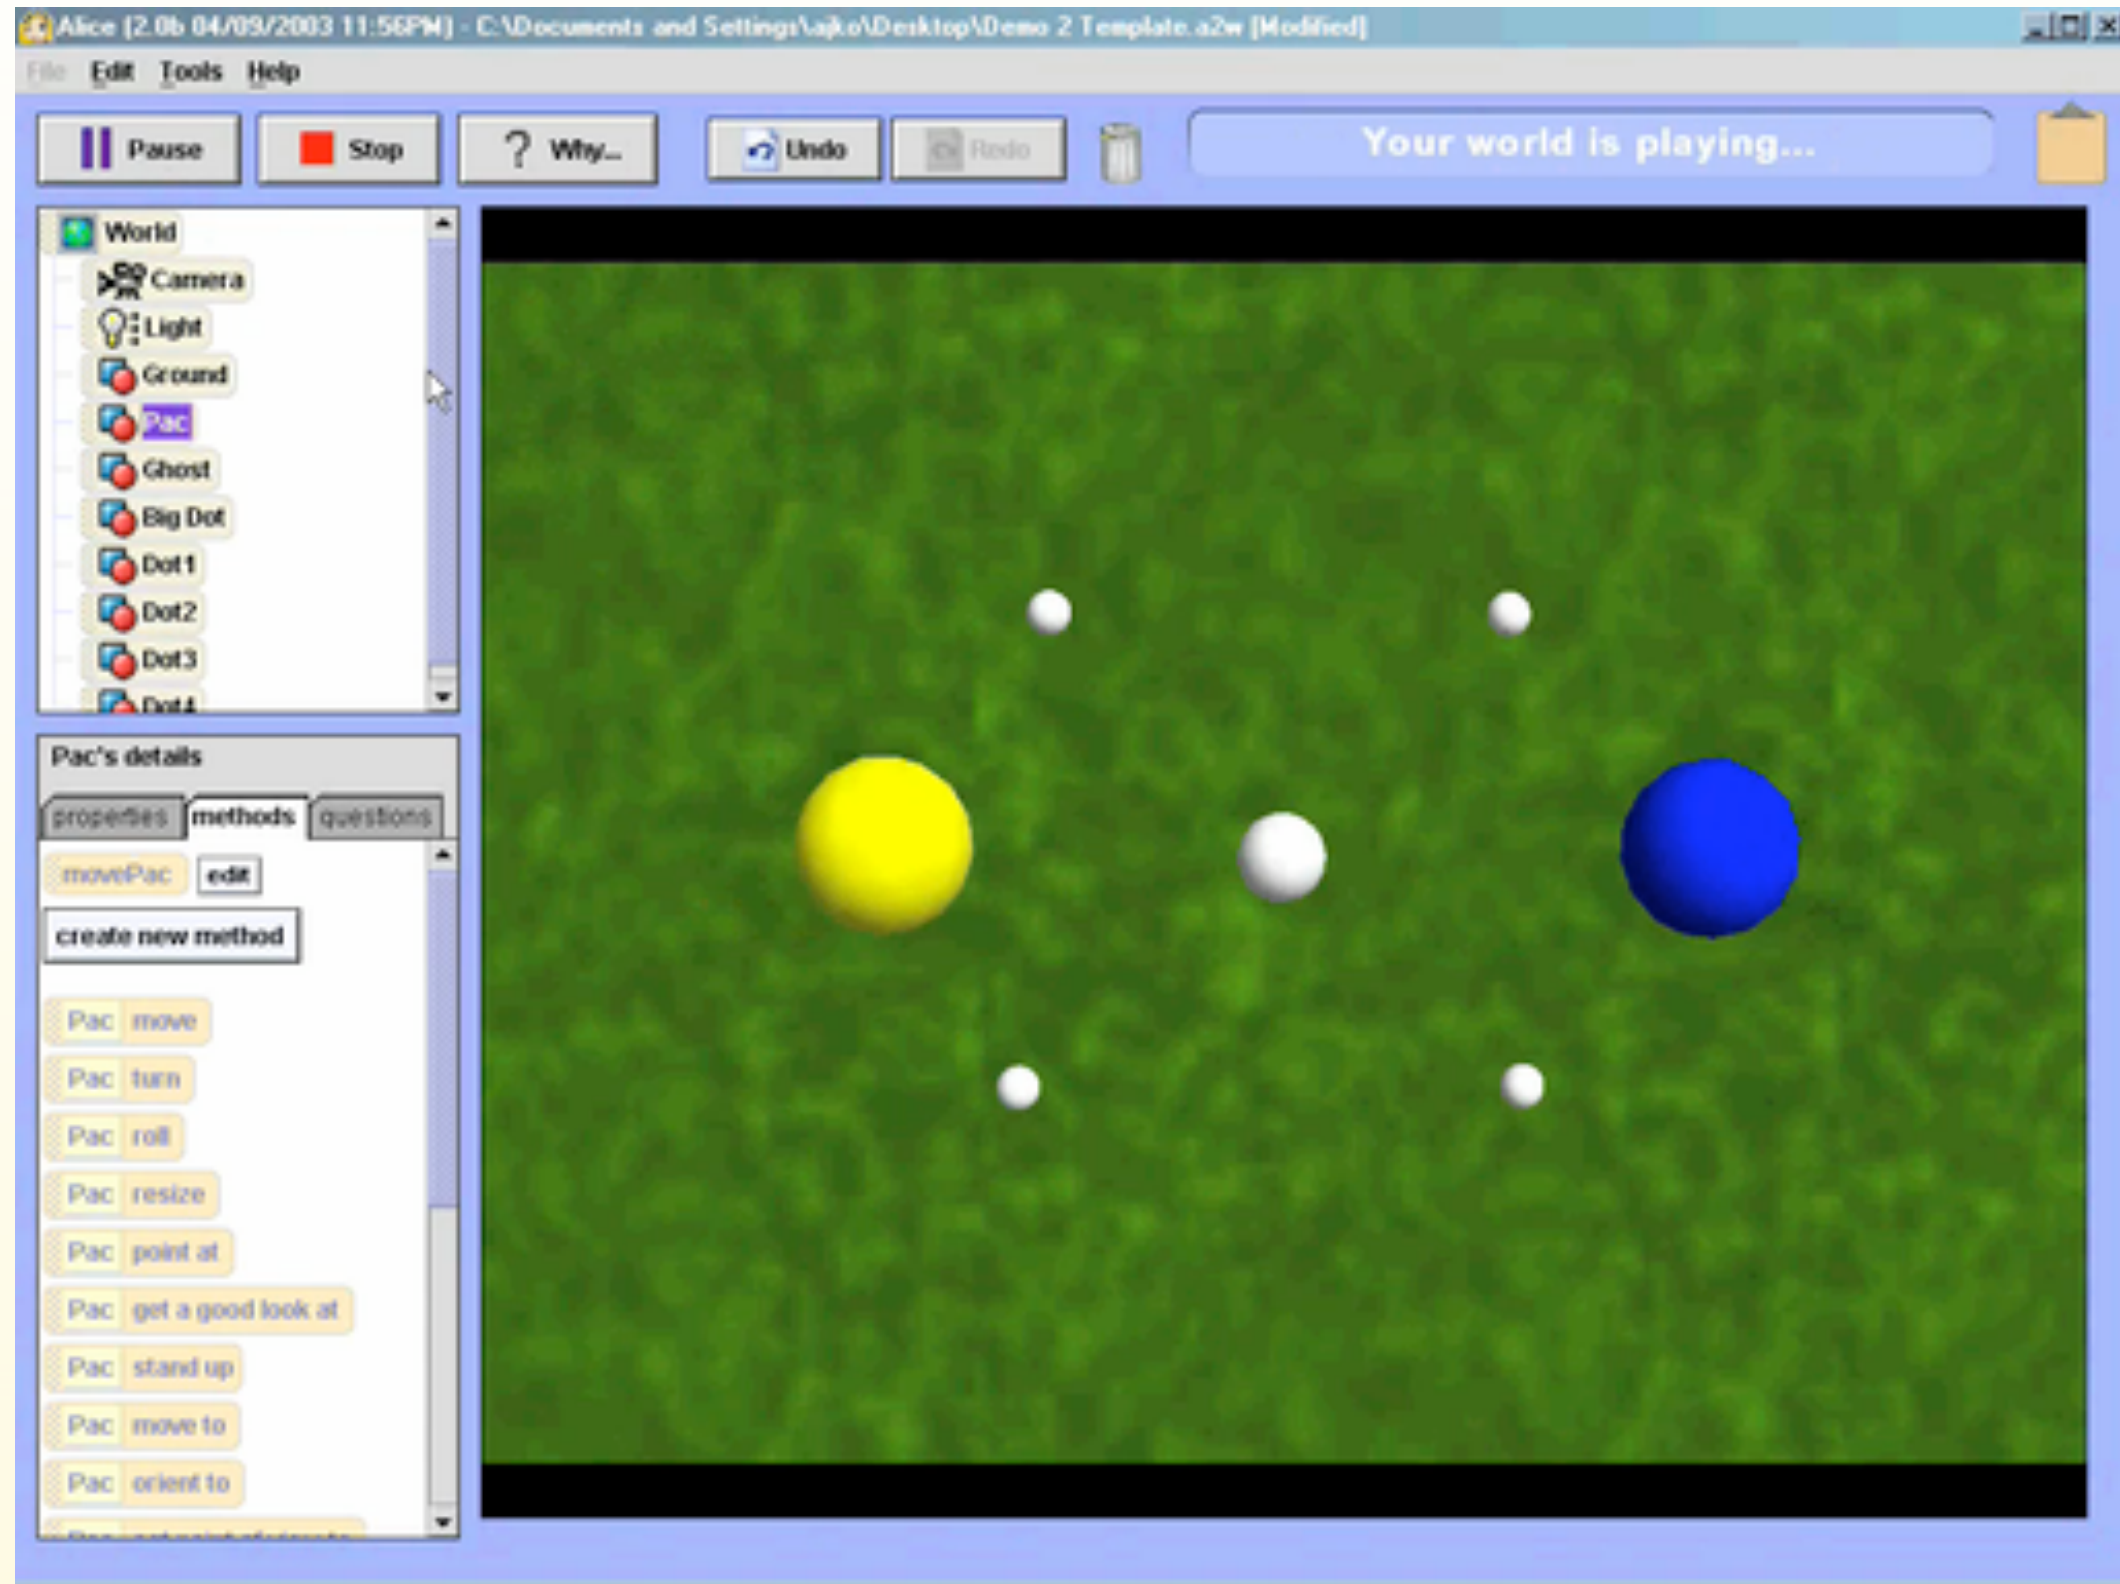 Alice (2.0b 04/09/2003 11:56PM) - C:\Documents and Settings\ajko\Desktop\Demo 2 Template.a2w [Modified]
File Edit Tools Help
Pause Stop ? Why... Undo Redo Your world is playing...
World
Camera
Light
Ground
Pac
Ghost
Big Dot
Dot1
Dot2
Dot3
Dot4
Pac's details
properties methods questions
movePac edit
create new method
Pac move
Pac turn
Pac roll
Pac resize
Pac point at
Pac get a good look at
Pac stand up
Pac move to
Pac orient to